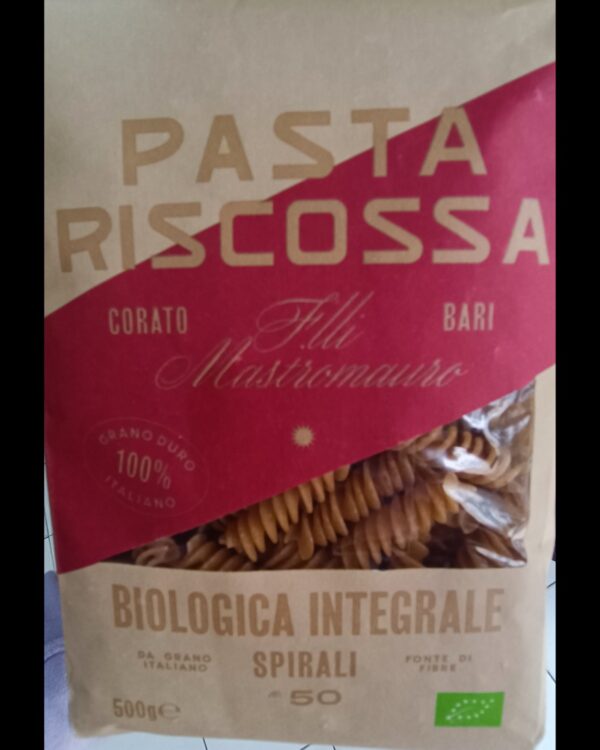 PASTA
RISCOSSA
CORATO
BARI
F.lli
Mastromauro
GRANO DURO
100%
ITALIANO
BIOLOGICA INTEGRALE
DA GRANO
ITALIANO
SPIRALI
FONTE DI
FIBRE
50
500g℮